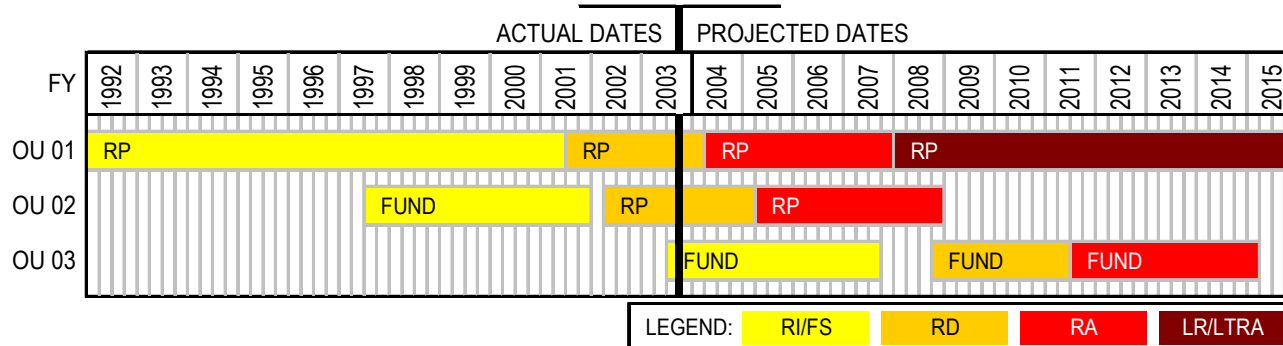 ACTUAL DATES PROJECTED DATES
FY 1992 1993 1994 1995 1996 1997 1998 1999 2000 2001 2002 2003 2004 2005 2006 2007 2008 2009 2010 2011 2012 2013 2014 2015
OU 01 RP RP RP RP
OU 02 FUND RP RP
OU 03 FUND FUND FUND
LEGEND: RI/FS RD RA LR/LTRA